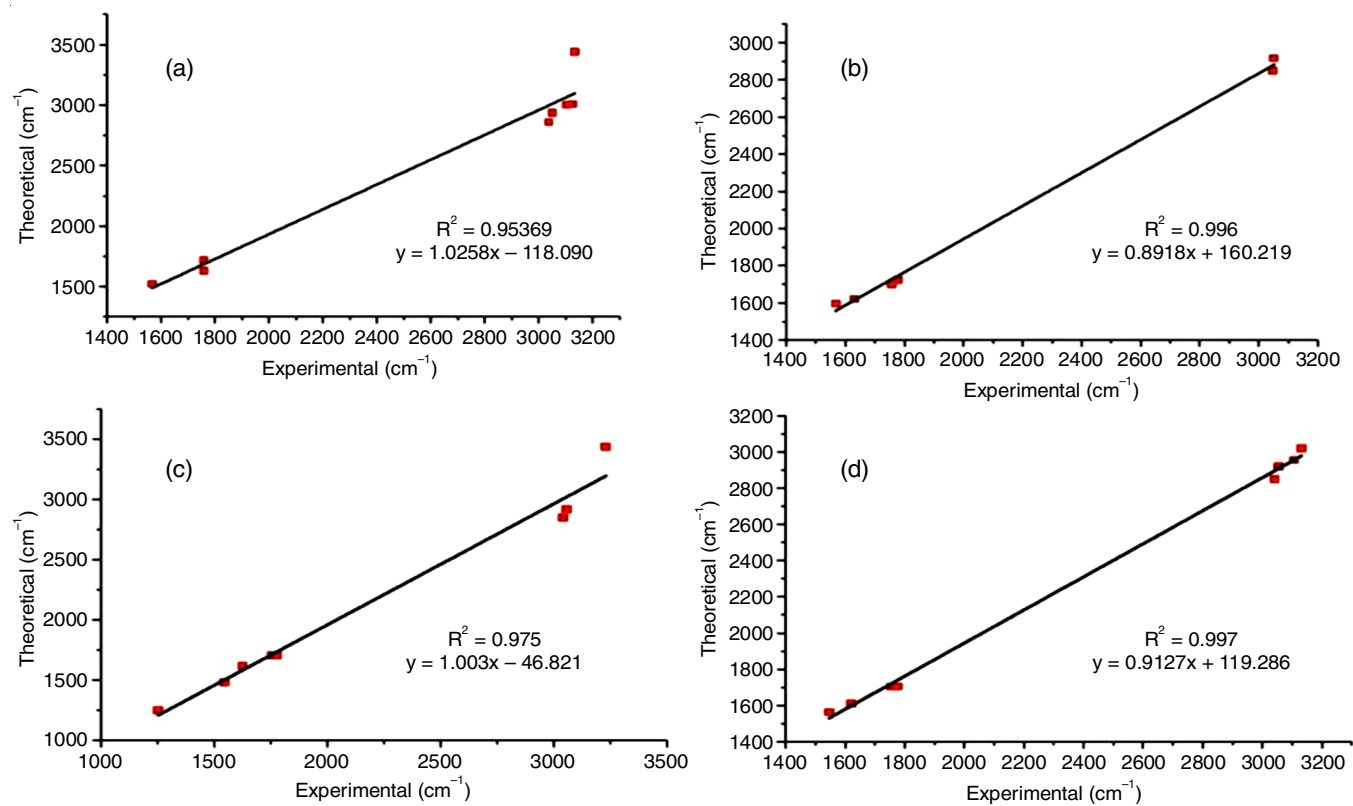 (a)
3500
3000
2500
2000
1500
Theoretical (cm⁻¹)
R² = 0.95369
y = 1.0258x – 118.090
1400 1600 1800 2000 2200 2400 2600 2800 3000 3200
Experimental (cm⁻¹)
(b)
3000
2800
2600
2400
2200
2000
1800
1600
1400
Theoretical (cm⁻¹)
R² = 0.996
y = 0.8918x + 160.219
1400 1600 1800 2000 2200 2400 2600 2800 3000 3200
Experimental (cm⁻¹)
(c)
3500
3000
2500
2000
1500
1000
Theoretical (cm⁻¹)
R² = 0.975
y = 1.003x – 46.821
1000 1500 2000 2500 3000 3500
Experimental (cm⁻¹)
(d)
3200
3000
2800
2600
2400
2200
2000
1800
1600
1400
Theoretical (cm⁻¹)
R² = 0.997
y = 0.9127x + 119.286
1400 1600 1800 2000 2200 2400 2600 2800 3000 3200
Experimental (cm⁻¹)